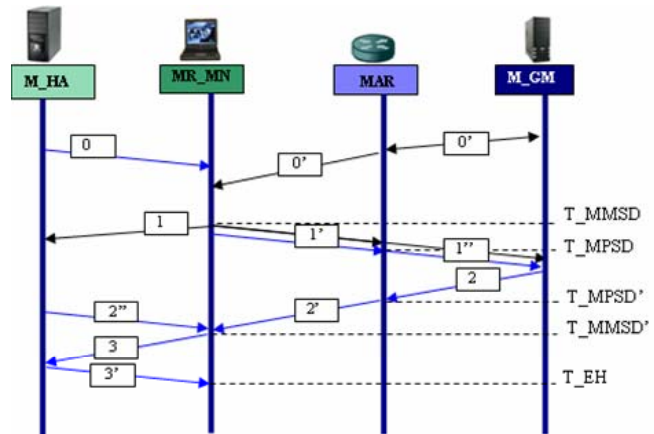 M_HA
MR_MN
MAR
M_GM
0
0'
0'
1
T_MMSD
1'
1''
T_MPSD
2
T_MPSD'
2''
2'
T_MMSD'
3
3'
T_EH